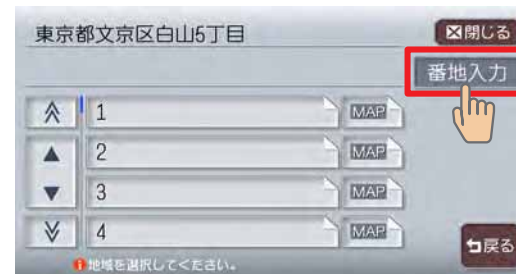 東京都文京区白山5丁目
閉じる
番地入力
1 MAP
2 MAP
3 MAP
4 MAP
戻る
地域を選択してください。